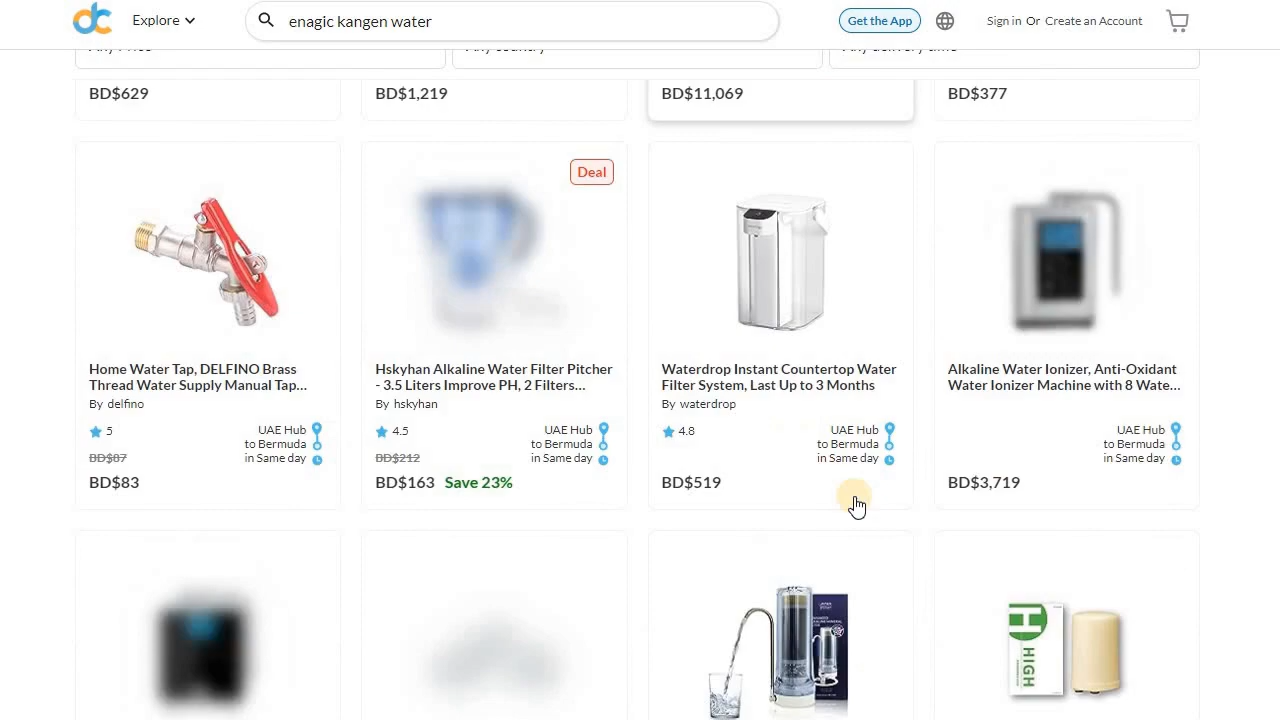 dc
Explore
enagic kangen water
Get the App
Sign in Or Create an Account
BD$629
BD$1,219
BD$11,069
BD$377
Deal
Home Water Tap, DELFINO Brass
Thread Water Supply Manual Tap...
By delfino
5
UAE Hub
to Bermuda
in Same day
BD$87
BD$83
Hskyhan Alkaline Water Filter Pitcher
- 3.5 Liters Improve PH, 2 Filters...
By hskyhan
4.5
UAE Hub
to Bermuda
in Same day
BD$212
BD$163 Save 23%
Waterdrop Instant Countertop Water
Filter System, Last Up to 3 Months
By waterdrop
4.8
UAE Hub
to Bermuda
in Same day
BD$519
Alkaline Water Ionizer, Anti-Oxidant
Water Ionizer Machine with 8 Wate...
UAE Hub
to Bermuda
in Same day
BD$3,719
HIGH